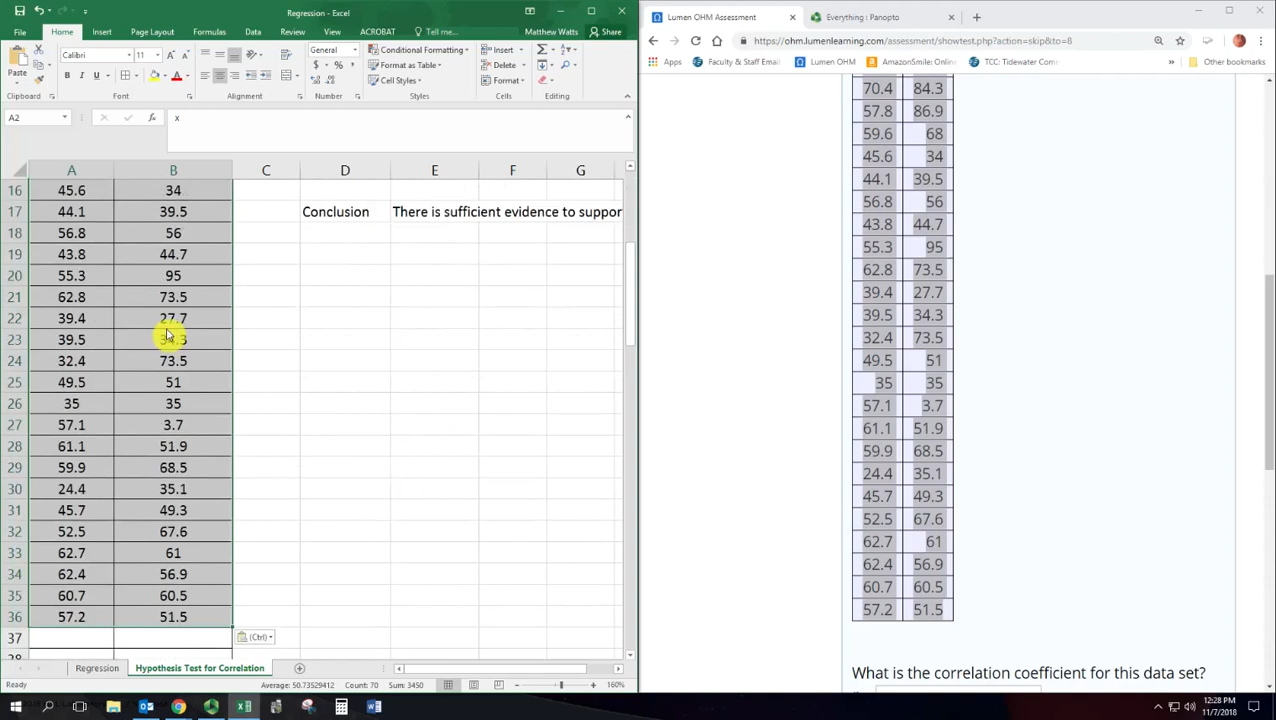 Regression - Excel
File Home Insert Page Layout Formulas Data Review View ACROBAT Tell me... Matthew Watts Share
Paste
Calibri 11 General Conditional Formatting Insert
B I U $ % , Format as Table Delete
Cell Styles Format
Clipboard Font Alignment Number Styles Cells Editing
A2 fx x
A B C D E F G
16 45.6 34
17 44.1 39.5 Conclusion There is sufficient evidence to suppor
18 56.8 56
19 43.8 44.7
20 55.3 95
21 62.8 73.5
22 39.4 27.7
23 39.5
24 32.4 73.5
25 49.5 51
26 35 35
27 57.1 3.7
28 61.1 51.9
29 59.9 68.5
30 24.4 35.1
31 45.7 49.3
32 52.5 67.6
33 62.7 61
34 62.4 56.9
35 60.7 60.5
36 57.2 51.5
37
(Ctrl)
Regression Hypothesis Test for Correlation
Ready Average: 50.73529412 Count: 70 Sum: 3450 160%
Lumen OHM Assessment Everything | Panopto
https://ohm.lumenlearning.com/assessment/showtest.php?action=skip&to=8
Apps Faculty & Staff Email Lumen OHM AmazonSmile: Onlin TCC: Tidewater Com » Other bookmarks
70.4 84.3
57.8 86.9
59.6 68
45.6 34
44.1 39.5
56.8 56
43.8 44.7
55.3 95
62.8 73.5
39.4 27.7
39.5 34.3
32.4 73.5
49.5 51
35 35
57.1 3.7
61.1 51.9
59.9 68.5
24.4 35.1
45.7 49.3
52.5 67.6
62.7 61
62.4 56.9
60.7 60.5
57.2 51.5
What is the correlation coefficient for this data set?
12:28 PM
11/7/2018